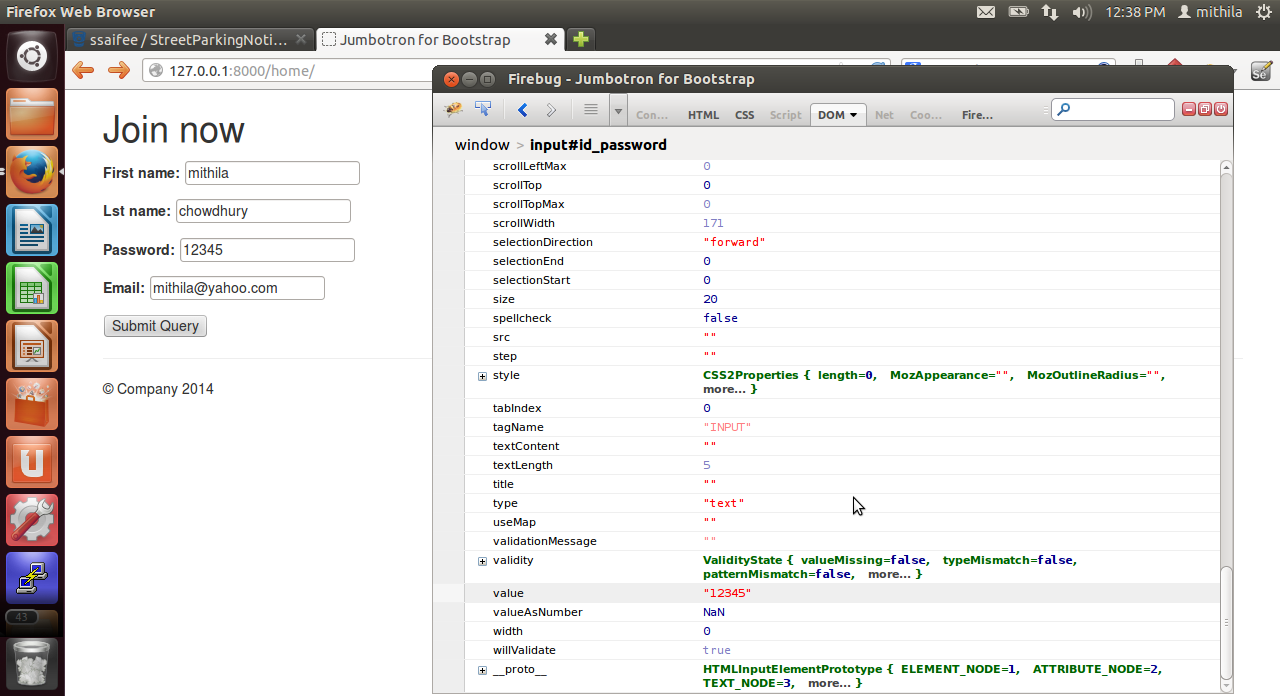 Firefox Web Browser
12:38 PM mithila
ssaifee / StreetParkingNoti... Jumbotron for Bootstrap
127.0.0.1:8000/home/
Se
Join now
First name: mithila
Lst name: chowdhury
Password: 12345
Email: mithila@yahoo.com
Submit Query
© Company 2014
43
Firebug - Jumbotron for Bootstrap
Con... HTML CSS Script DOM Net Coo... Fire...
window > input#id_password
scrollLeftMax 0
scrollTop 0
scrollTopMax 0
scrollWidth 171
selectionDirection "forward"
selectionEnd 0
selectionStart 0
size 20
spellcheck false
src ""
step ""
style CSS2Properties { length=0, MozAppearance="", MozOutlineRadius="",
more... }
tabIndex 0
tagName "INPUT"
textContent ""
textLength 5
title ""
type "text"
useMap ""
validationMessage ""
validity ValidityState { valueMissing=false, typeMismatch=false,
patternMismatch=false, more... }
value "12345"
valueAsNumber NaN
width 0
willValidate true
__proto__ HTMLInputElementPrototype { ELEMENT_NODE=1, ATTRIBUTE_NODE=2,
TEXT_NODE=3, more... }